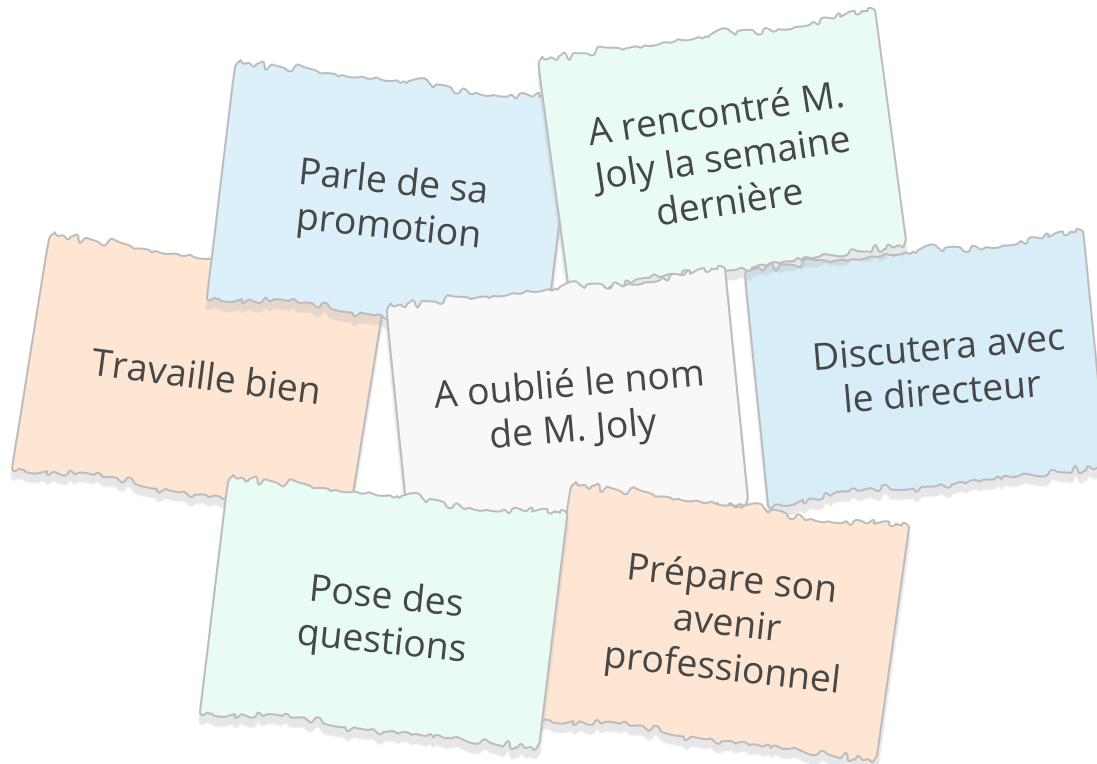 Parle de sa
promotion
A rencontré M.
Joly la semaine
dernière
Travaille bien
A oublié le nom
de M. Joly
Discutera avec
le directeur
Pose des
questions
Prépare son
avenir
professionnel